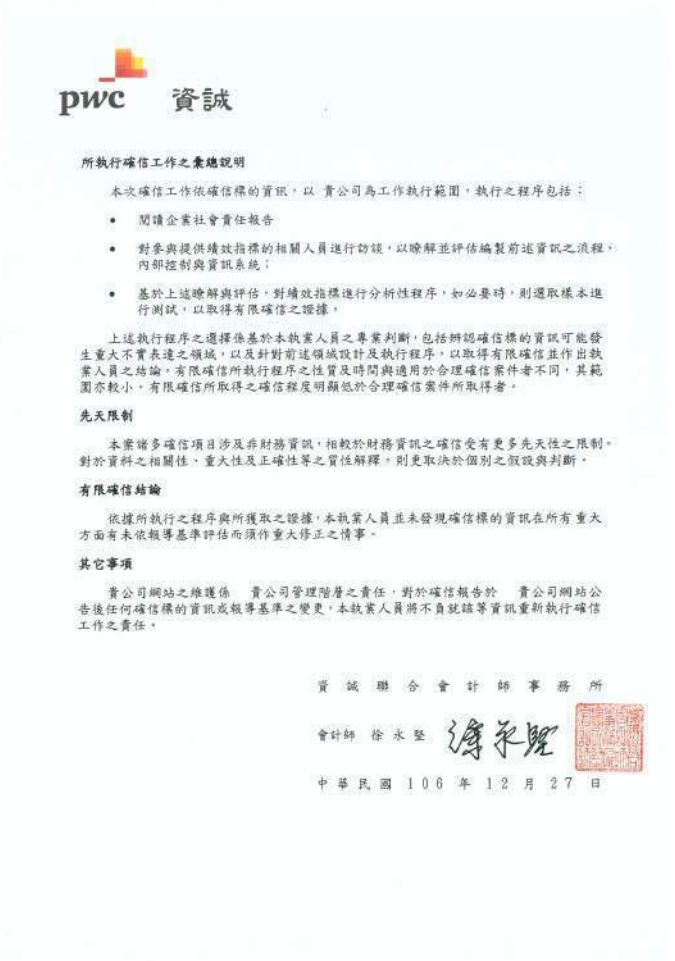 pwc 資誠
所執行確信工作之彙總說明
本次確信工作依確信標的資訊，以 貴公司為工作執行範圍，執行之程序包括：
• 閱讀企業社會責任報告
• 對參與提供績效指標的相關人員進行訪談，以瞭解並評估編製前述資訊之流程、
內部控制與資訊系統；
• 基於上述瞭解與評估，對績效指標進行分析性程序，如必要時，則選取樣本進
行測試，以取得有限確信之證據。
上述執行程序之選擇係基於本執業人員之專業判斷，包括辨認確信標的資訊可能發
生重大不實表達之領域，以及針對前述領域設計及執行程序，以取得有限確信並作出執
業人員之結論。有限確信所執行程序之性質及時間與適用於合理確信案件者不同，其範
圍亦較小。有限確信所取得之確信程度明顯低於合理確信案件所取得者。
先天限制
本案諸多確信項目涉及非財務資訊，相較於財務資訊之確信受有更多先天性之限制。
對於資料之相關性、重大性及正確性等之質性解釋，則更取決於個別之假設與判斷。
有限確信結論
依據所執行之程序與所獲取之證據，本執業人員並未發現確信標的資訊在所有重大
方面有未依報導基準評估而須作重大修正之情事。
其它事項
貴公司網站之維護係 貴公司管理階層之責任，對於確信報告於 貴公司網站公
告後任何確信標的資訊或報導基準之變更，本執業人員將不負就該等資訊重新執行確信
工作之責任。
資誠聯合會計師事務所
會計師 徐永堅 徐永堅
中華民國 106 年 12 月 27 日